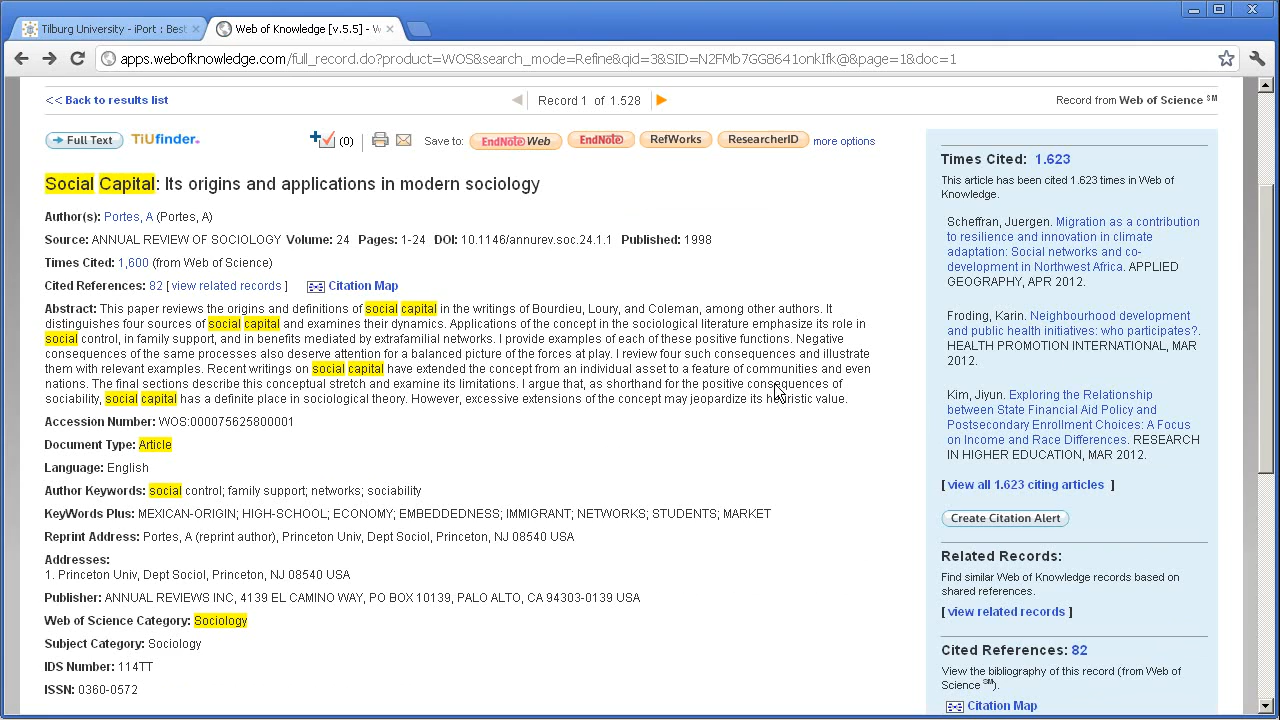 Tilburg University - iPort : Best
Web of Knowledge [v.5.5] - W
apps.webofknowledge.com/full_record.do?product=WOS&search_mode=Refine&qid=3&SID=N2FMb7GGB641onkIfk@&page=1&doc=1
<< Back to results list
Record 1 of 1.528
Record from Web of Science SM
Full Text
TiUfinder.
(0)
Save to:
EndNote Web
EndNote
RefWorks
ResearcherID
more options
Social Capital: Its origins and applications in modern sociology
Author(s): Portes, A (Portes, A)
Source: ANNUAL REVIEW OF SOCIOLOGY Volume: 24 Pages: 1-24 DOI: 10.1146/annurev.soc.24.1.1 Published: 1998
Times Cited: 1,600 (from Web of Science)
Cited References: 82 [ view related records ] Citation Map
Abstract: This paper reviews the origins and definitions of social capital in the writings of Bourdieu, Loury, and Coleman, among other authors. It
distinguishes four sources of social capital and examines their dynamics. Applications of the concept in the sociological literature emphasize its role in
social control, in family support, and in benefits mediated by extrafamilial networks. I provide examples of each of these positive functions. Negative
consequences of the same processes also deserve attention for a balanced picture of the forces at play. I review four such consequences and illustrate
them with relevant examples. Recent writings on social capital have extended the concept from an individual asset to a feature of communities and even
nations. The final sections describe this conceptual stretch and examine its limitations. I argue that, as shorthand for the positive consequences of
sociability, social capital has a definite place in sociological theory. However, excessive extensions of the concept may jeopardize its heuristic value.
Accession Number: WOS:000075625800001
Document Type: Article
Language: English
Author Keywords: social control; family support; networks; sociability
KeyWords Plus: MEXICAN-ORIGIN; HIGH-SCHOOL; ECONOMY; EMBEDDEDNESS; IMMIGRANT; NETWORKS; STUDENTS; MARKET
Reprint Address: Portes, A (reprint author), Princeton Univ, Dept Sociol, Princeton, NJ 08540 USA
Addresses:
1. Princeton Univ, Dept Sociol, Princeton, NJ 08540 USA
Publisher: ANNUAL REVIEWS INC, 4139 EL CAMINO WAY, PO BOX 10139, PALO ALTO, CA 94303-0139 USA
Web of Science Category: Sociology
Subject Category: Sociology
IDS Number: 114TT
ISSN: 0360-0572
Times Cited: 1.623
This article has been cited 1.623 times in Web of
Knowledge.
Scheffran, Juergen. Migration as a contribution
to resilience and innovation in climate
adaptation: Social networks and co-
development in Northwest Africa. APPLIED
GEOGRAPHY, APR 2012.
Froding, Karin. Neighbourhood development
and public health initiatives: who participates?.
HEALTH PROMOTION INTERNATIONAL, MAR
2012.
Kim, Jiyun. Exploring the Relationship
between State Financial Aid Policy and
Postsecondary Enrollment Choices: A Focus
on Income and Race Differences. RESEARCH
IN HIGHER EDUCATION, MAR 2012.
[ view all 1.623 citing articles ]
Create Citation Alert
Related Records:
Find similar Web of Knowledge records based on
shared references.
[ view related records ]
Cited References: 82
View the bibliography of this record (from Web of
Science SM).
Citation Map